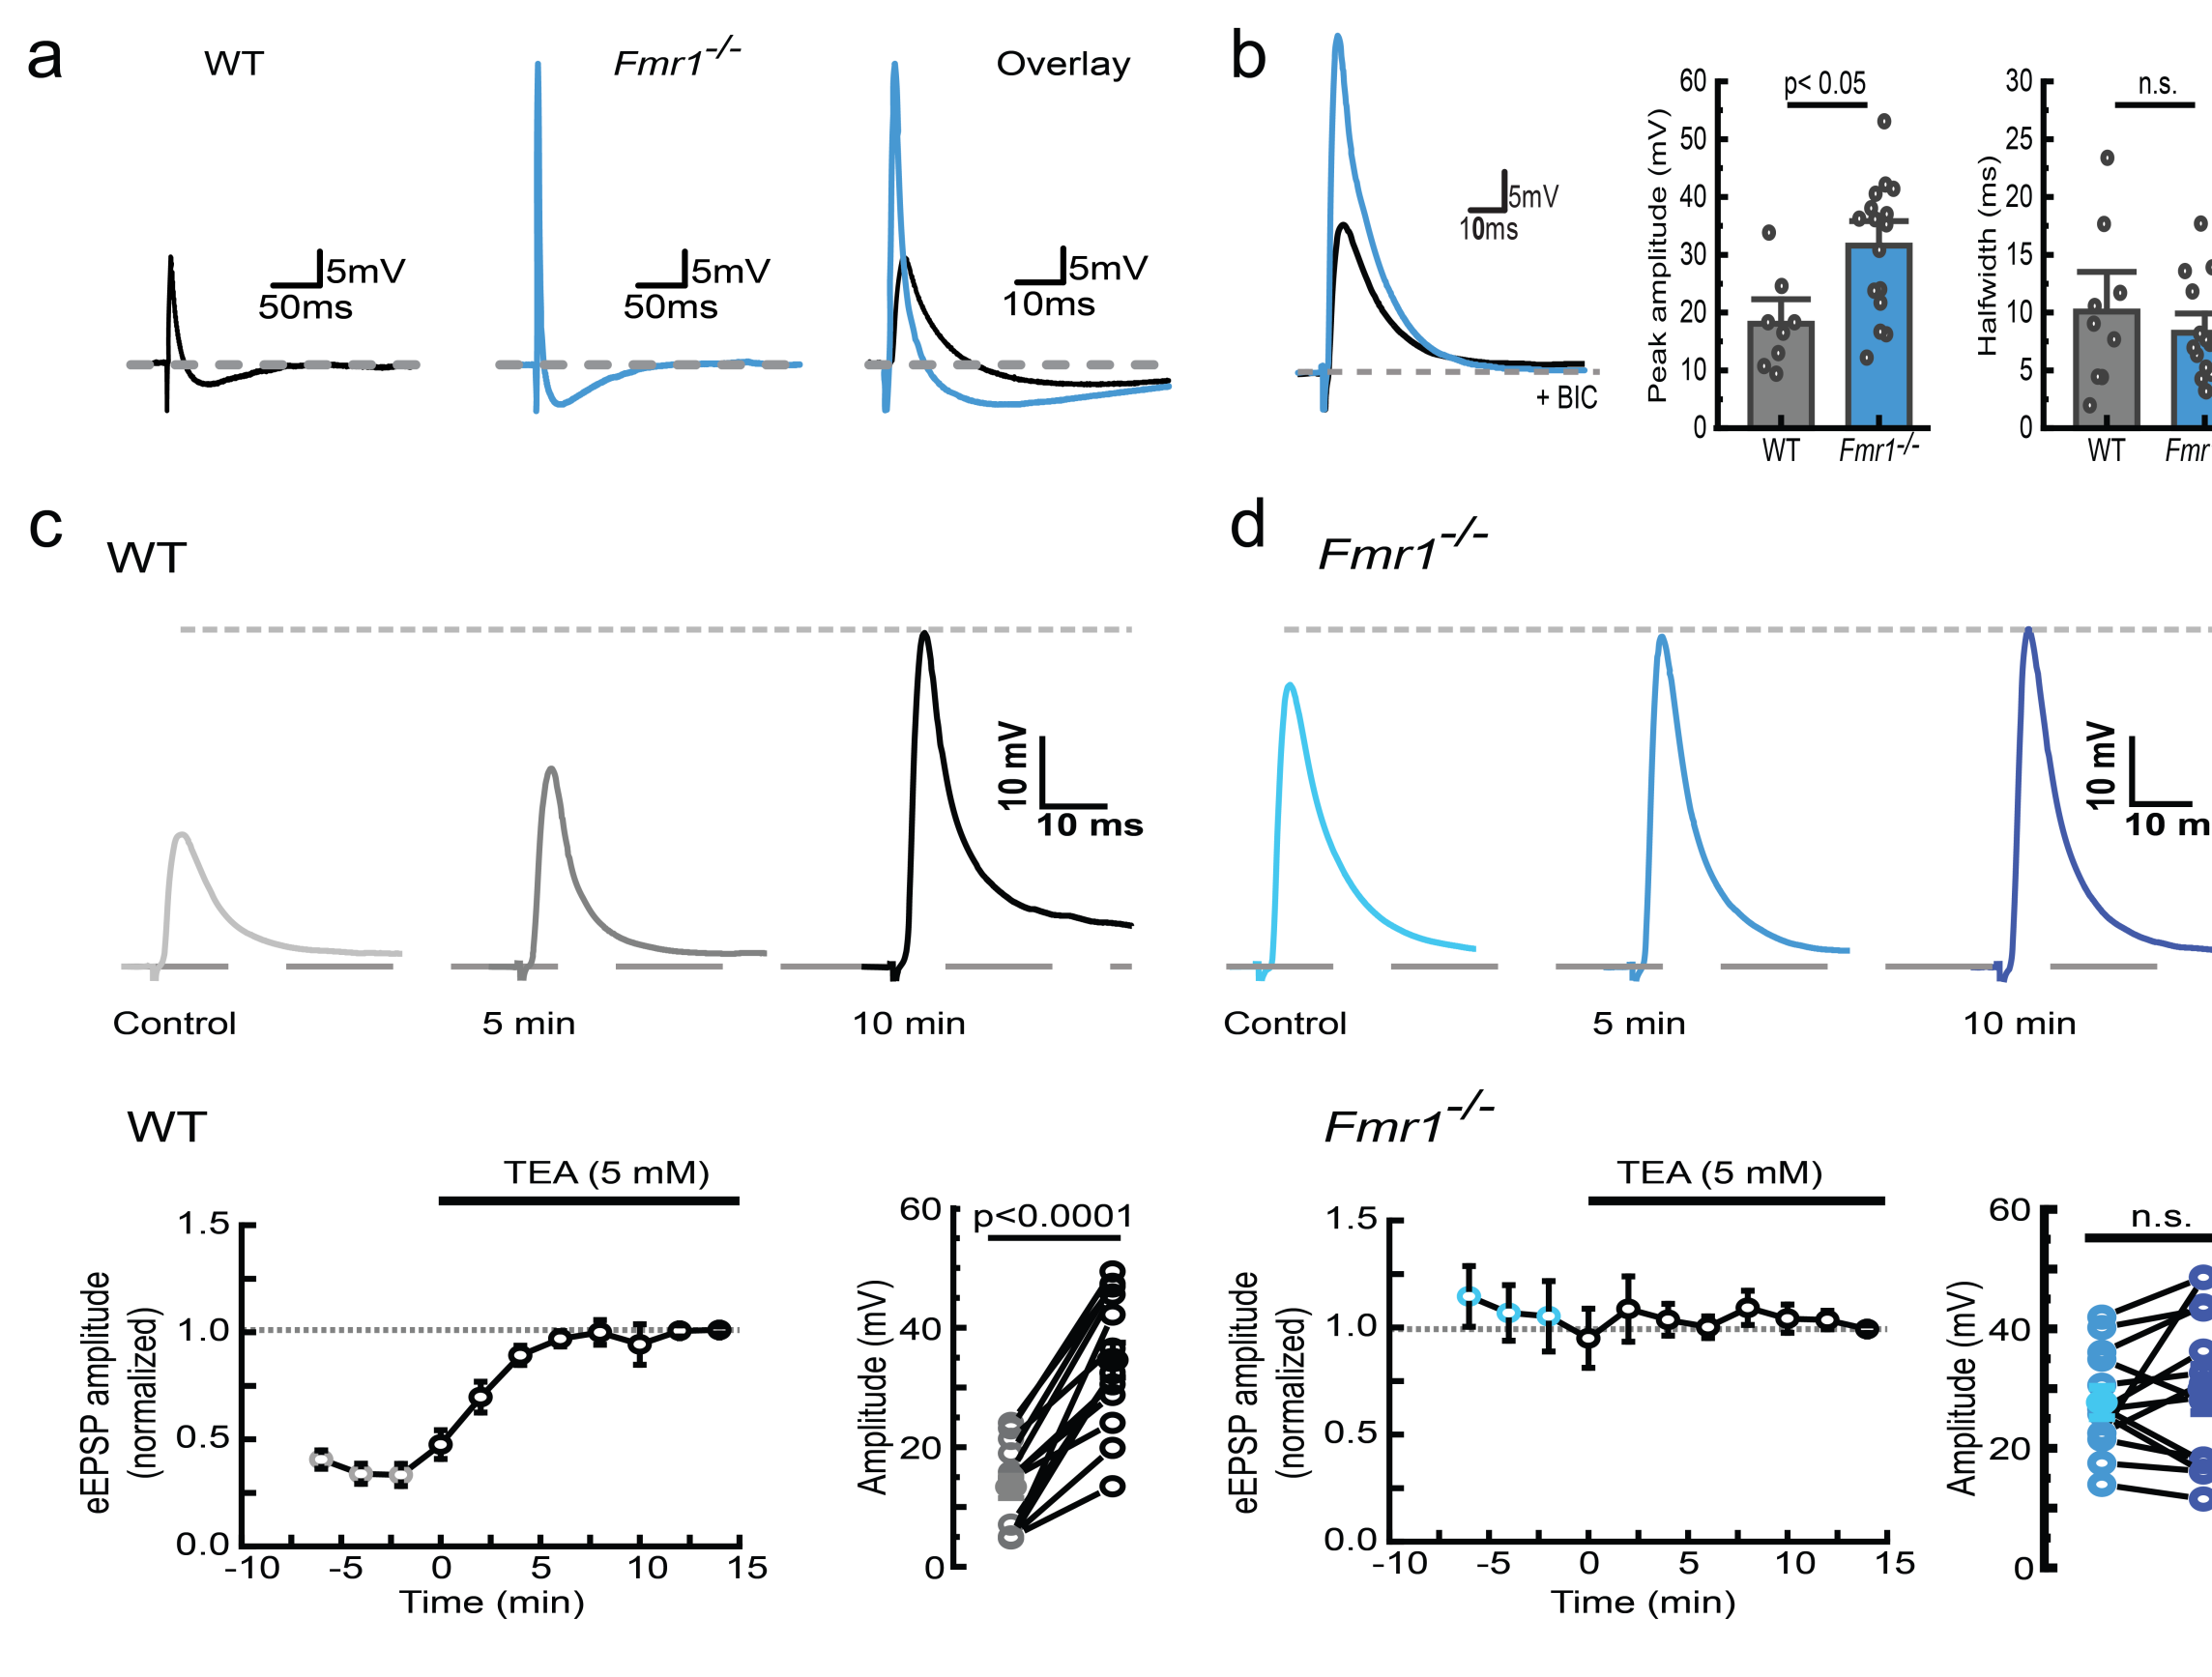 a
WT
Fmr1-/-
Overlay
5mV
50ms
5mV
50ms
5mV
10ms
b
5mV
10ms
+ BIC
Peak amplitude (mV)
60
50
40
30
20
10
0
p< 0.05
WT
Fmr1-/-
Halfwidth (ms)
30
25
20
15
10
5
0
n.s.
WT
Fmr
c
WT
10 mV
10 ms
Control
5 min
10 min
d
Fmr1-/-
10 mV
10 m
Control
5 min
10 min
WT
TEA (5 mM)
eEPSP amplitude
(normalized)
1.5
1.0
0.5
0.0
-10
-5
0
5
10
15
Time (min)
Amplitude (mV)
60
40
20
0
p<0.0001
Fmr1-/-
TEA (5 mM)
eEPSP amplitude
(normalized)
1.5
1.0
0.5
0.0
-10
-5
0
5
10
15
Time (min)
Amplitude (mV)
60
40
20
0
n.s.